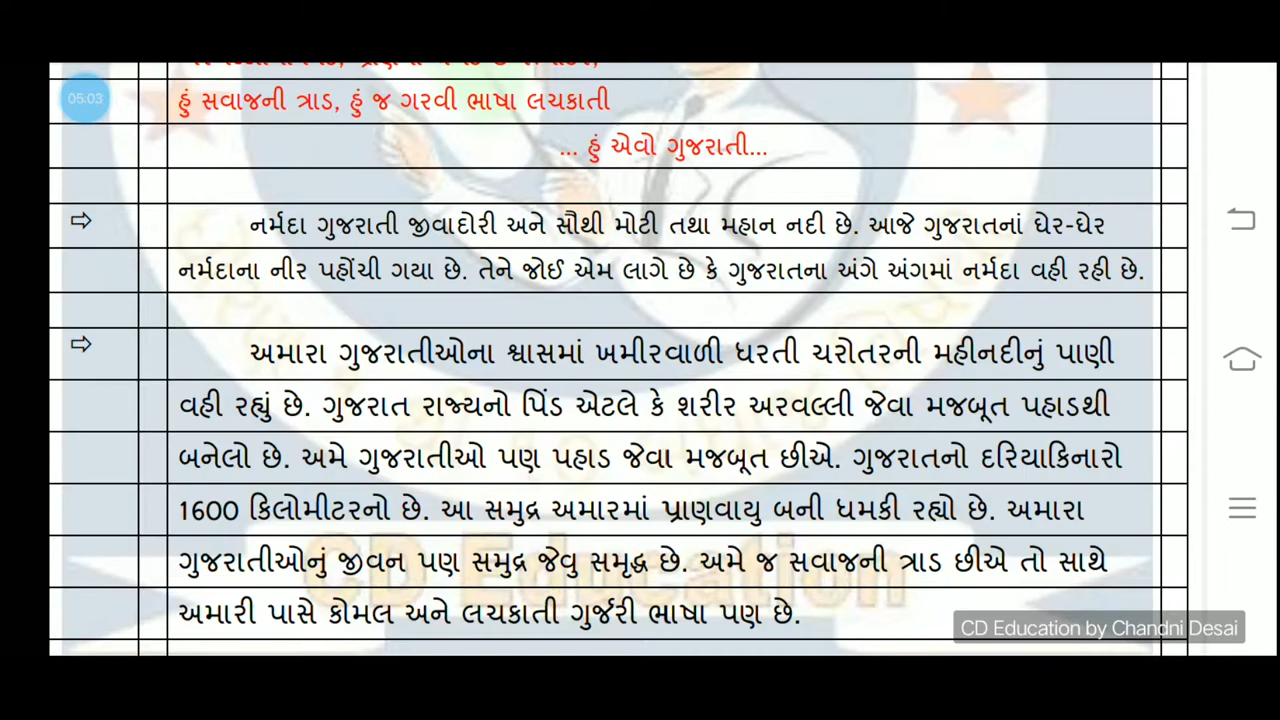 05:03
હું સવાજની ત્રાડ, હું જ ગરવી ભાષા લચકાતી
... હું એવો ગુજરાતી...
⇨ નર્મદા ગુજરાતી જીવાદોરી અને સૌથી મોટી તથા મહાન નદી છે. આજે ગુજરાતનાં ઘેર-ઘેર
નર્મદાના નીર પહોંચી ગયા છે. તેને જોઈ એમ લાગે છે કે ગુજરાતના અંગે અંગમાં નર્મદા વહી રહી છે.
⇨ અમારા ગુજરાતીઓના શ્વાસમાં ખમીરવાળી ધરતી ચરોતરની મહીનદીનું પાણી
વહી રહ્યું છે. ગુજરાત રાજ્યનો પિંડ એટલે કે શરીર અરવલ્લી જેવા મજબૂત પહાડથી
બનેલો છે. અમે ગુજરાતીઓ પણ પહાડ જેવા મજબૂત છીએ. ગુજરાતનો દરિયાકિનારો
1600 કિલોમીટરનો છે. આ સમુદ્ર અમારમાં પ્રાણવાયુ બની ધમકી રહ્યો છે. અમારા
ગુજરાતીઓનું જીવન પણ સમુદ્ર જેવુ સમૃદ્ધ છે. અમે જ સવાજની ત્રાડ છીએ તો સાથે
અમારી પાસે કોમલ અને લચકાતી ગુર્જરી ભાષા પણ છે.
CD Education by Chandni Desai
CD Education